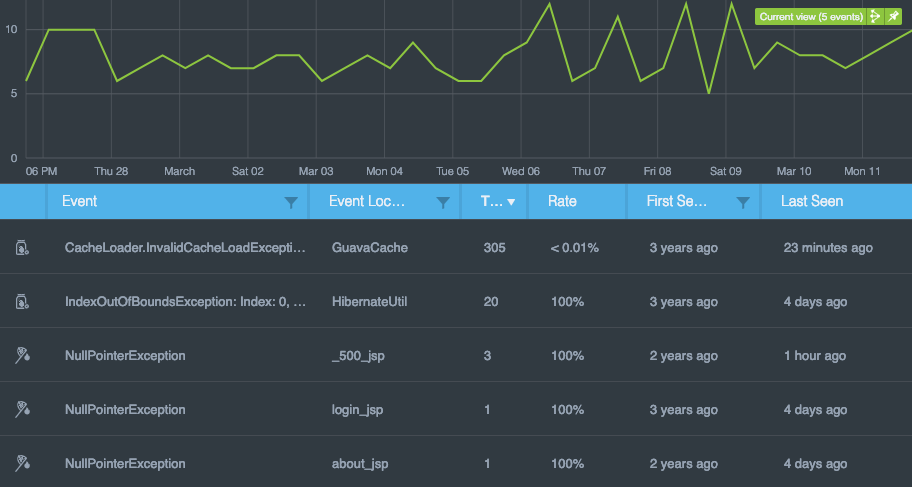 Current view (5 events)
10
5
0
06 PM Thu 28 March Sat 02 Mar 03 Mon 04 Tue 05 Wed 06 Thu 07 Fri 08 Sat 09 Mar 10 Mon 11
Event Event Loc... T... ▼ Rate First Se... Last Seen
CacheLoader.InvalidCacheLoadExcepti... GuavaCache 305 < 0.01% 3 years ago 23 minutes ago
IndexOutOfBoundsException: Index: 0, ... HibernateUtil 20 100% 3 years ago 4 days ago
NullPointerException _500_jsp 3 100% 2 years ago 1 hour ago
NullPointerException login_jsp 1 100% 3 years ago 4 days ago
NullPointerException about_jsp 1 100% 2 years ago 4 days ago